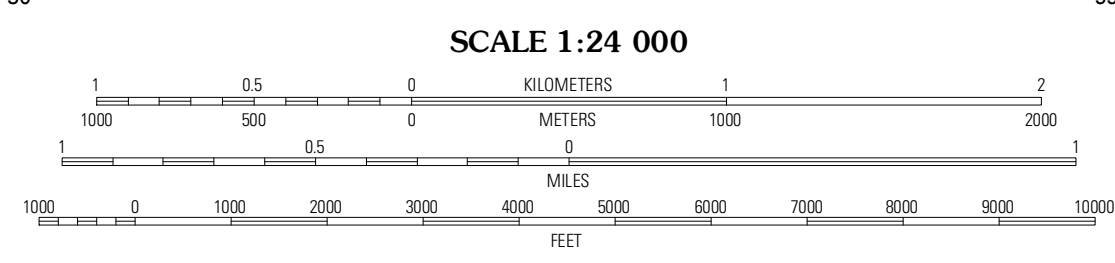 SCALE 1:24 000
1 0.5 0 KILOMETERS 1 2
1000 500 0 METERS 1000 2000
1 0.5 0 1
MILES
1000 0 1000 2000 3000 4000 5000 6000 7000 8000 9000 10000
FEET